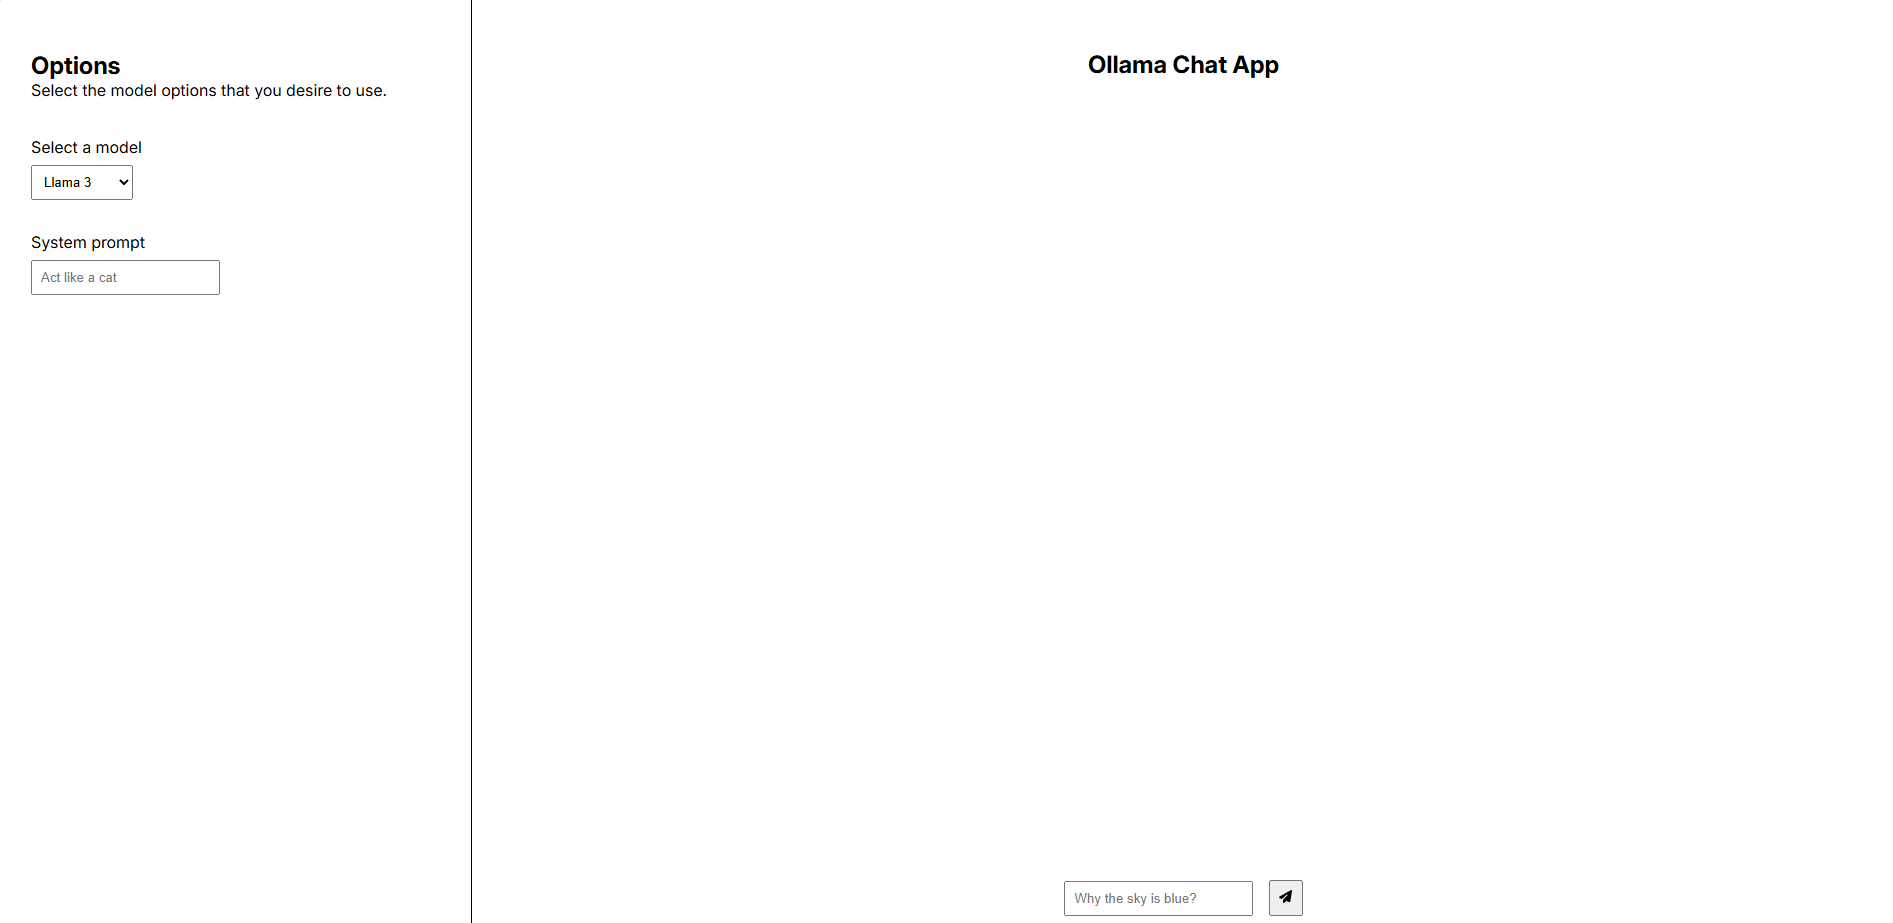 Options
Select the model options that you desire to use.
Select a model
Llama 3
System prompt
Act like a cat
Ollama Chat App
Why the sky is blue?